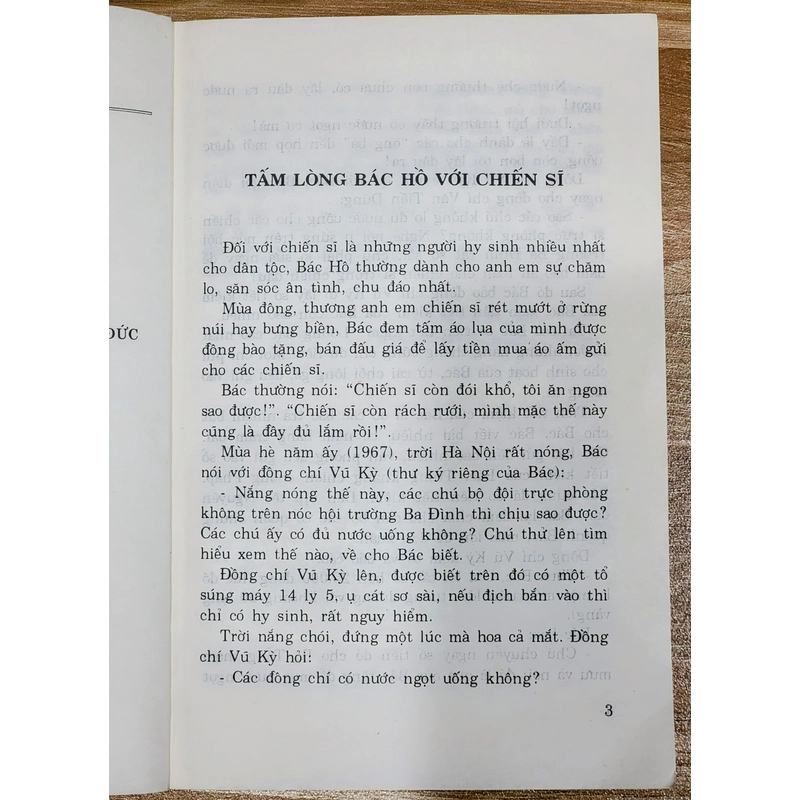 ĐỨC
TẤM LÒNG BÁC HỒ VỚI CHIẾN SĨ
Đối với chiến sĩ là những người hy sinh nhiều nhất
cho dân tộc, Bác Hồ thường dành cho anh em sự chăm
lo, săn sóc ân tình, chu đáo nhất.
Mùa đông, thương anh em chiến sĩ rét mướt ở rừng
núi hay bưng biền, Bác đem tấm áo lụa của mình được
đồng bào tặng, bán đấu giá để lấy tiền mua áo ấm gửi
cho các chiến sĩ.
Bác thường nói: “Chiến sĩ còn đói khổ, tôi ăn ngon
sao được!”. “Chiến sĩ còn rách rưới, mình mặc thế này
cũng là đầy đủ lắm rồi!”.
Mùa hè năm ấy (1967), trời Hà Nội rất nóng, Bác
nói với đồng chí Vũ Kỳ (thư ký riêng của Bác):
- Nắng nóng thế này, các chú bộ đội trực phòng
không trên nóc hội trường Ba Đình thì chịu sao được?
Các chú ấy có đủ nước uống không? Chú thử lên tìm
hiểu xem thế nào, về cho Bác biết.
Đồng chí Vũ Kỳ lên, được biết trên đó có một tổ
súng máy 14 ly 5, ụ cát sơ sài, nếu địch bắn vào thì
chỉ có hy sinh, rất nguy hiểm.
Trời nắng chói, đứng một lúc mà hoa cả mắt. Đồng
chí Vũ Kỳ hỏi:
- Các đồng chí có nước ngọt uống không?
3